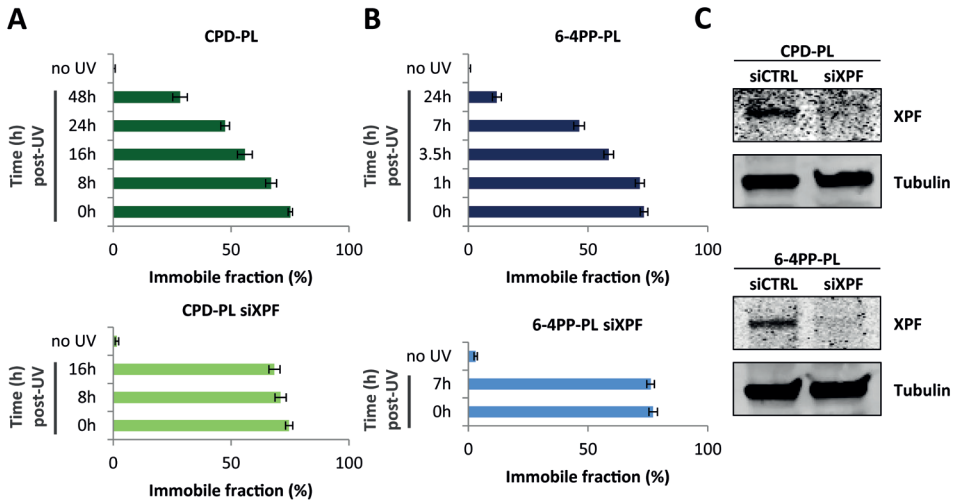 A
CPD-PL
no UV
48h
24h
16h
8h
0h
Time (h)
post-UV
0
50
100
Immobile fraction (%)
CPD-PL siXPF
no UV
16h
8h
0h
Time (h)
post-UV
0
50
100
Immobile fraction (%)
B
6-4PP-PL
no UV
24h
7h
3.5h
1h
0h
Time (h)
post-UV
0
50
100
Immobile fraction (%)
6-4PP-PL siXPF
no UV
7h
0h
Time (h)
post-UV
0
50
100
Immobile fraction (%)
C
CPD-PL
siCTRL siXPF
XPF
Tubulin
6-4PP-PL
siCTRL siXPF
XPF
Tubulin